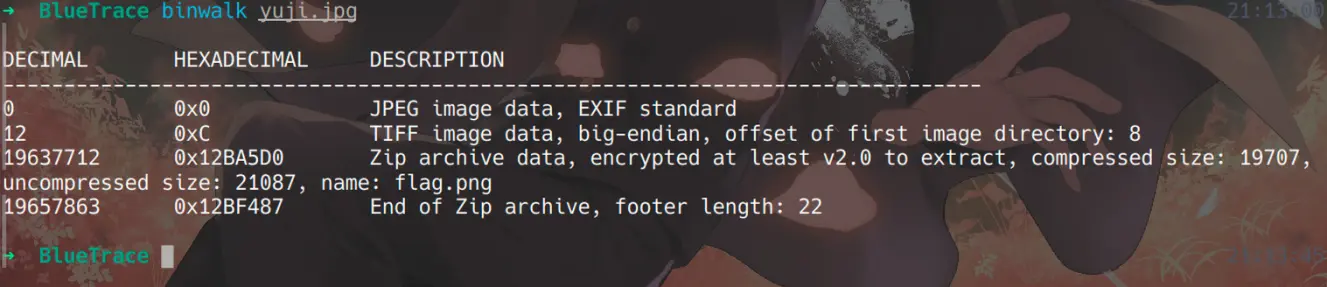 ➜ BlueTrace binwalk yuji.jpg 21:13:00
DECIMAL HEXADECIMAL DESCRIPTION
--------------------------------------------------------------------------------
0 0x0 JPEG image data, EXIF standard
12 0xC TIFF image data, big-endian, offset of first image directory: 8
19637712 0x12BA5D0 Zip archive data, encrypted at least v2.0 to extract, compressed size: 19707,
uncompressed size: 21087, name: flag.png
19657863 0x12BF487 End of Zip archive, footer length: 22
➜ BlueTrace